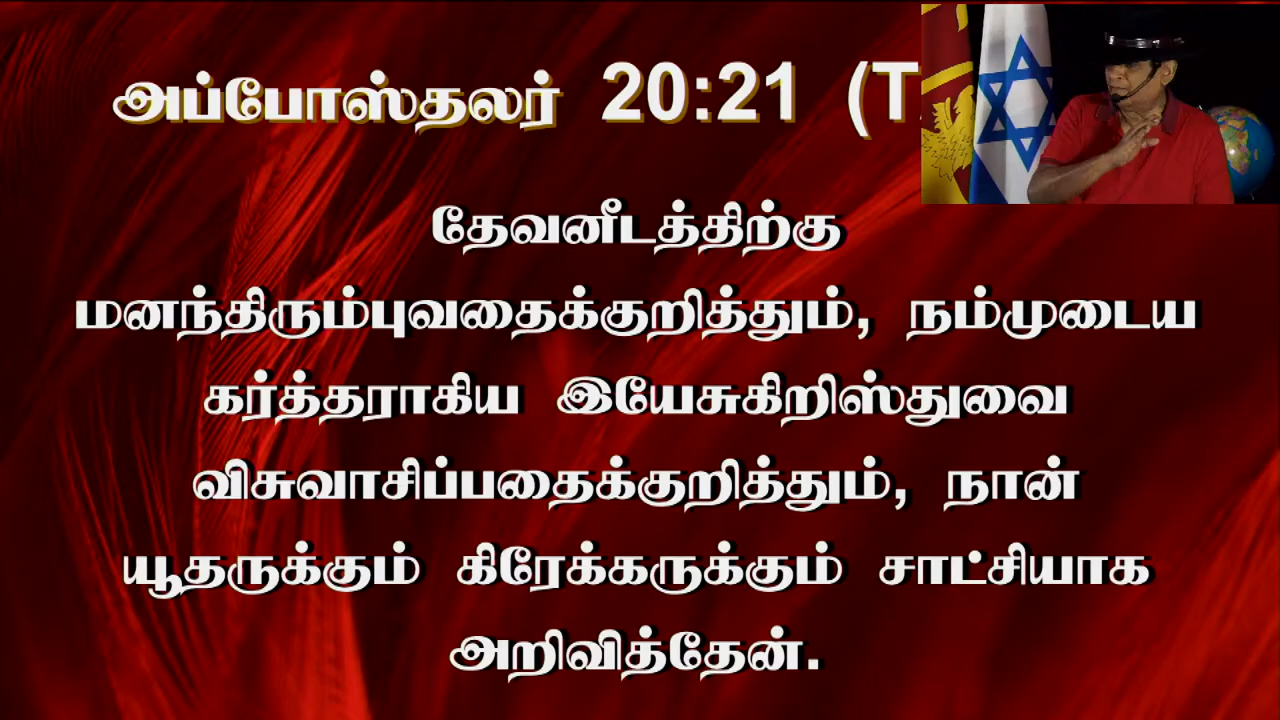 அப்போஸ்தலர் 20:21 (T
தேவனீடத்திற்கு
மனந்திரும்புவதைக்குறித்தும், நம்முடைய
கர்த்தராகிய இயேசுகிறிஸ்துவை
விசுவாசிப்பதைக்குறித்தும், நான்
யூதருக்கும் கிரேக்கருக்கும் சாட்சியாக
அறிவித்தேன்.